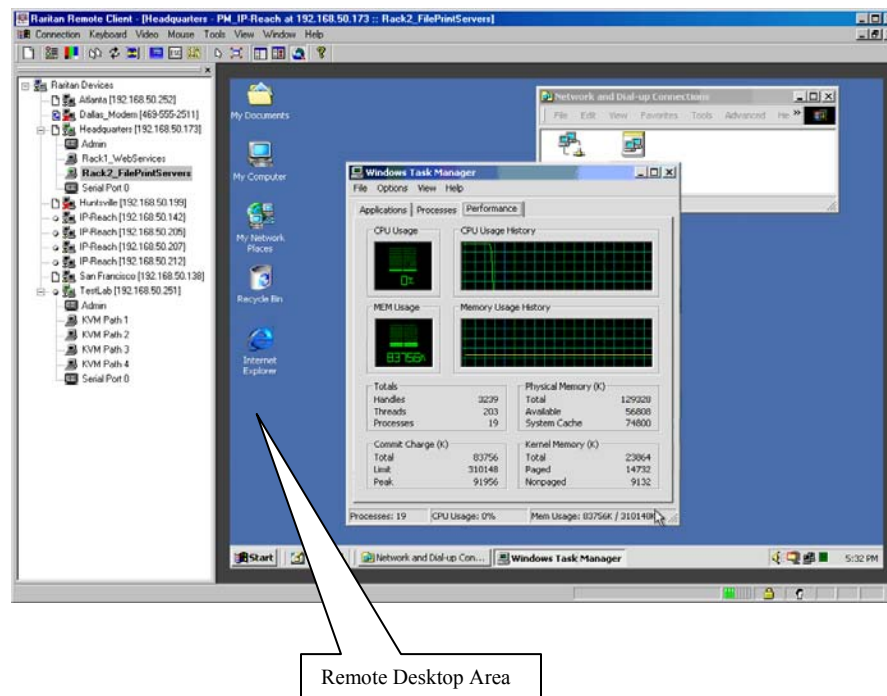 Raritan Remote Client - [Headquarters - PM_IP-Reach at 192.168.50.173 :: Rack2_FilePrintServers]
Connection Keyboard Video Mouse Tools View Window Help
Raritan Devices
Atlanta [192.168.50.252]
Dallas_Modem [469-555-2511]
Headquarters [192.168.50.173]
Admin
Rack1_WebServices
Rack2_FilePrintServers
Serial Port 0
Huntsville [192.168.50.199]
IP-Reach [192.168.50.142]
IP-Reach [192.168.50.205]
IP-Reach [192.168.50.207]
IP-Reach [192.168.50.212]
San Francisco [192.168.50.138]
TestLab [192.168.50.251]
Admin
KVM Path 1
KVM Path 2
KVM Path 3
KVM Path 4
Serial Port 0
My Documents
My Computer
My Network
Places
Recycle Bin
Internet
Explorer
Network and Dial-up Connections
File Edit View Favorites Tools Advanced
Windows Task Manager
File Options View Help
Applications Processes Performance
CPU Usage CPU Usage History
0%
MEM Usage Memory Usage History
83756K
Totals
Handles 3239
Threads 203
Processes 19
Physical Memory (K)
Total 129328
Available 56808
System Cache 74800
Commit Charge (K)
Total 83756
Limit 310148
Peak 91956
Kernel Memory (K)
Total 23864
Paged 14732
Nonpaged 9132
Processes: 19 CPU Usage: 0% Mem Usage: 83756K / 310148K
Start Network and Dial-up Con... Windows Task Manager 5:32 PM
Remote Desktop Area